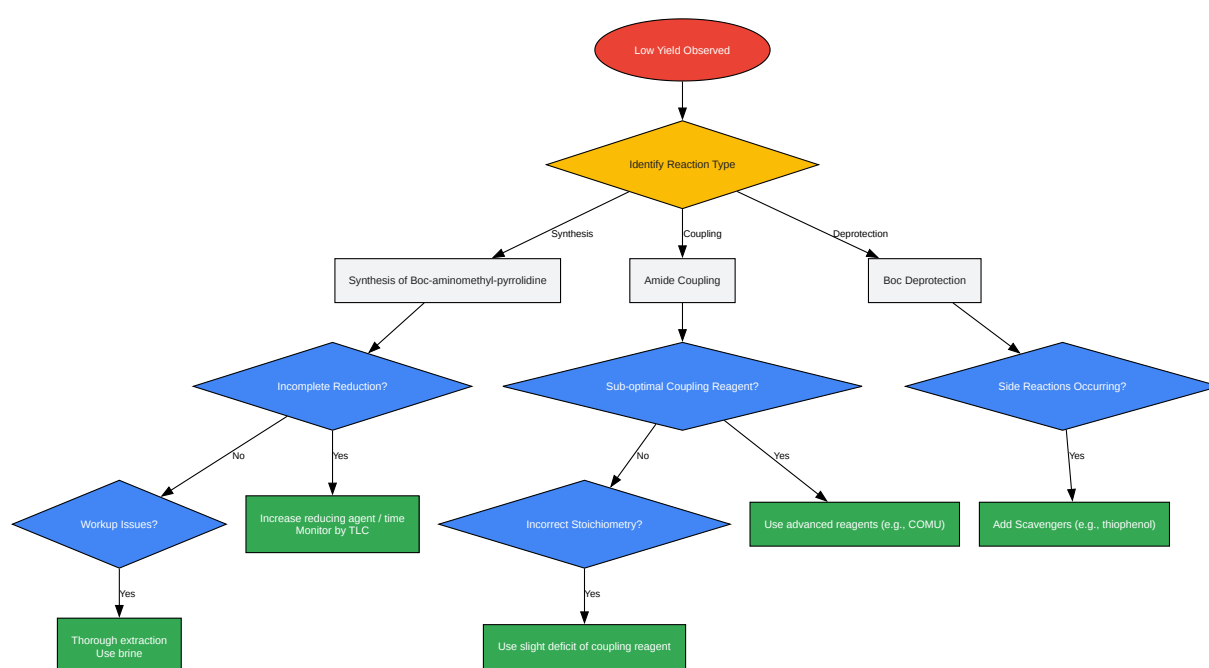 Low Yield Observed
Identify Reaction Type
Synthesis
Coupling
Deprotection
Synthesis of Boc-aminomethyl-pyrrolidine
Amide Coupling
Boc Deprotection
Incomplete Reduction?
Sub-optimal Coupling Reagent?
Side Reactions Occurring?
No
Yes
No
Yes
Yes
Workup Issues?
Increase reducing agent / time
Monitor by TLC
Incorrect Stoichiometry?
Use advanced reagents (e.g., COMU)
Add Scavengers (e.g., thiophenol)
Yes
Yes
Thorough extraction
Use brine
Use slight deficit of coupling reagent